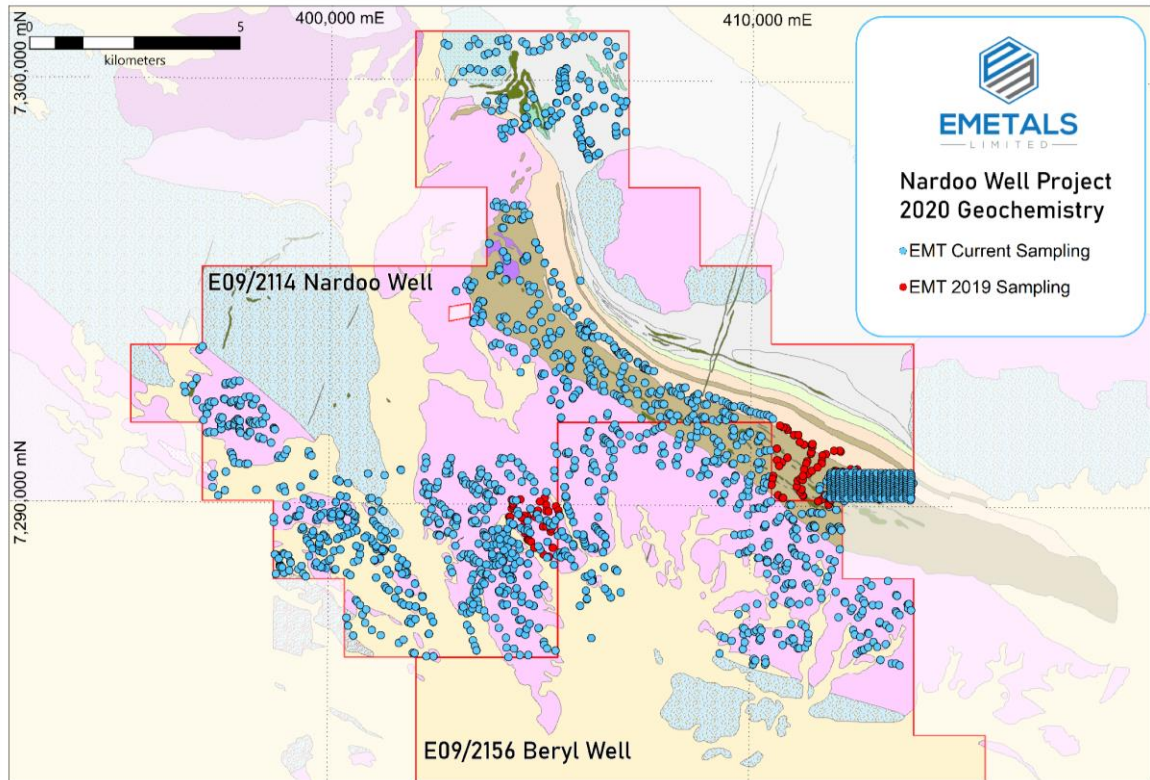 0
5
kilometers
400,000 mE
410,000 mE
7,300,000 mN
7,290,000 mN
EMETALS
LIMITED
Nardoo Well Project
2020 Geochemistry
EMT Current Sampling
EMT 2019 Sampling
E09/2114 Nardoo Well
E09/2156 Beryl Well